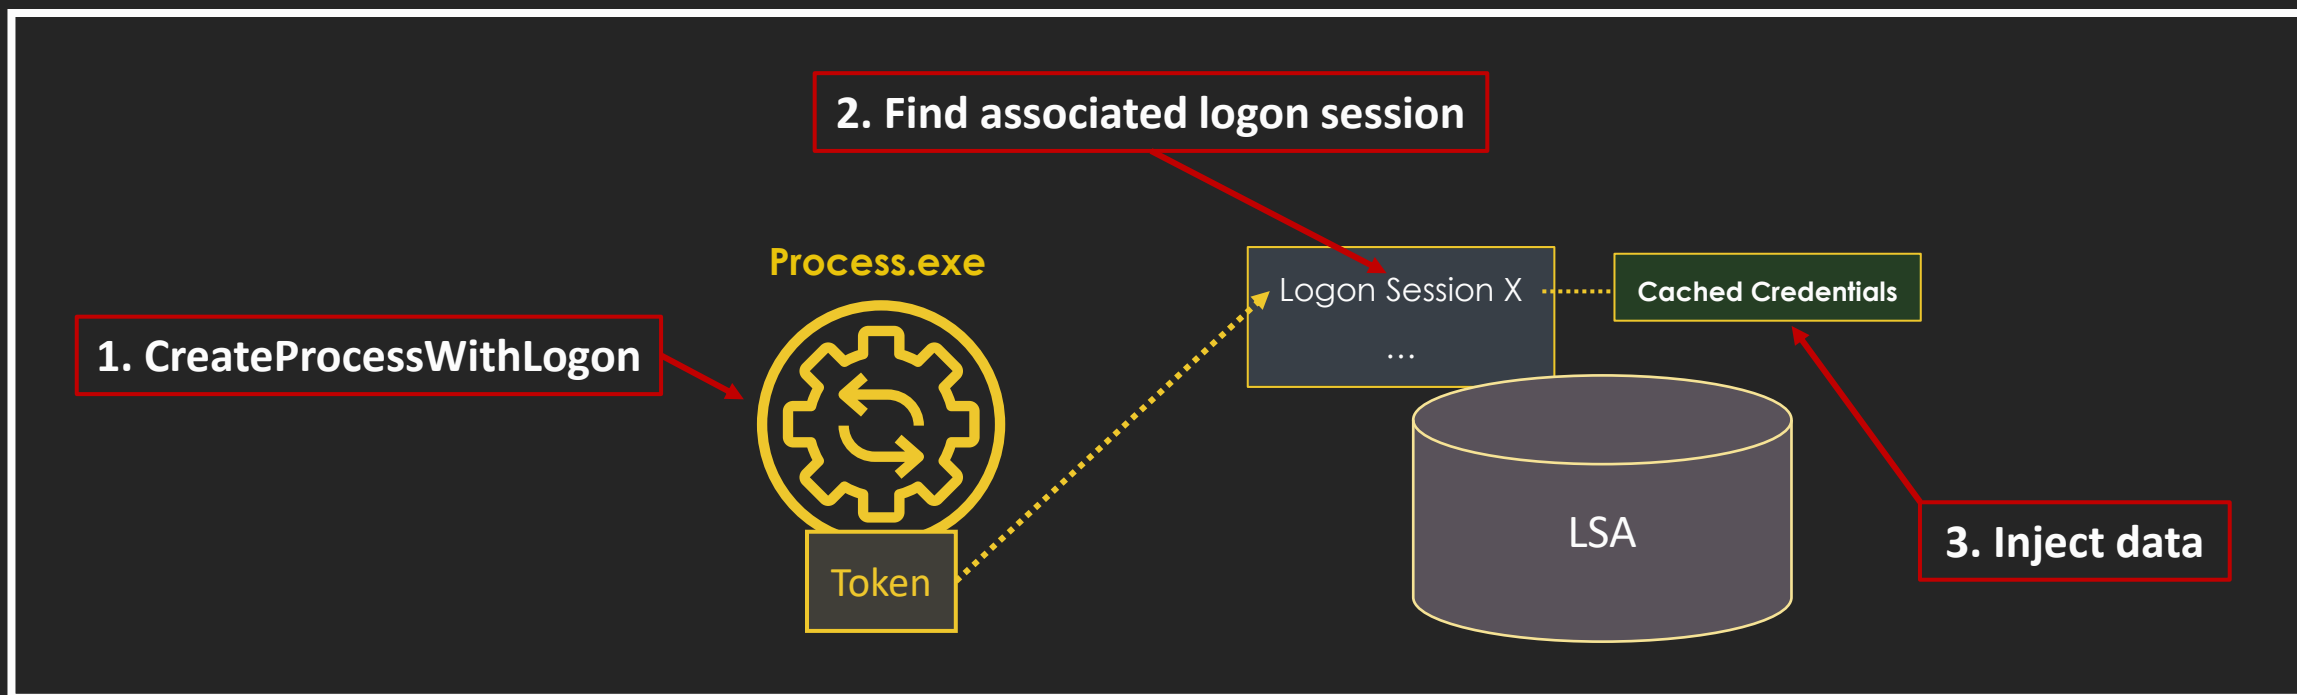 2. Find associated logon session
Process.exe
Logon Session X
...
Cached Credentials
1. CreateProcessWithLogon
LSA
3. Inject data
Token